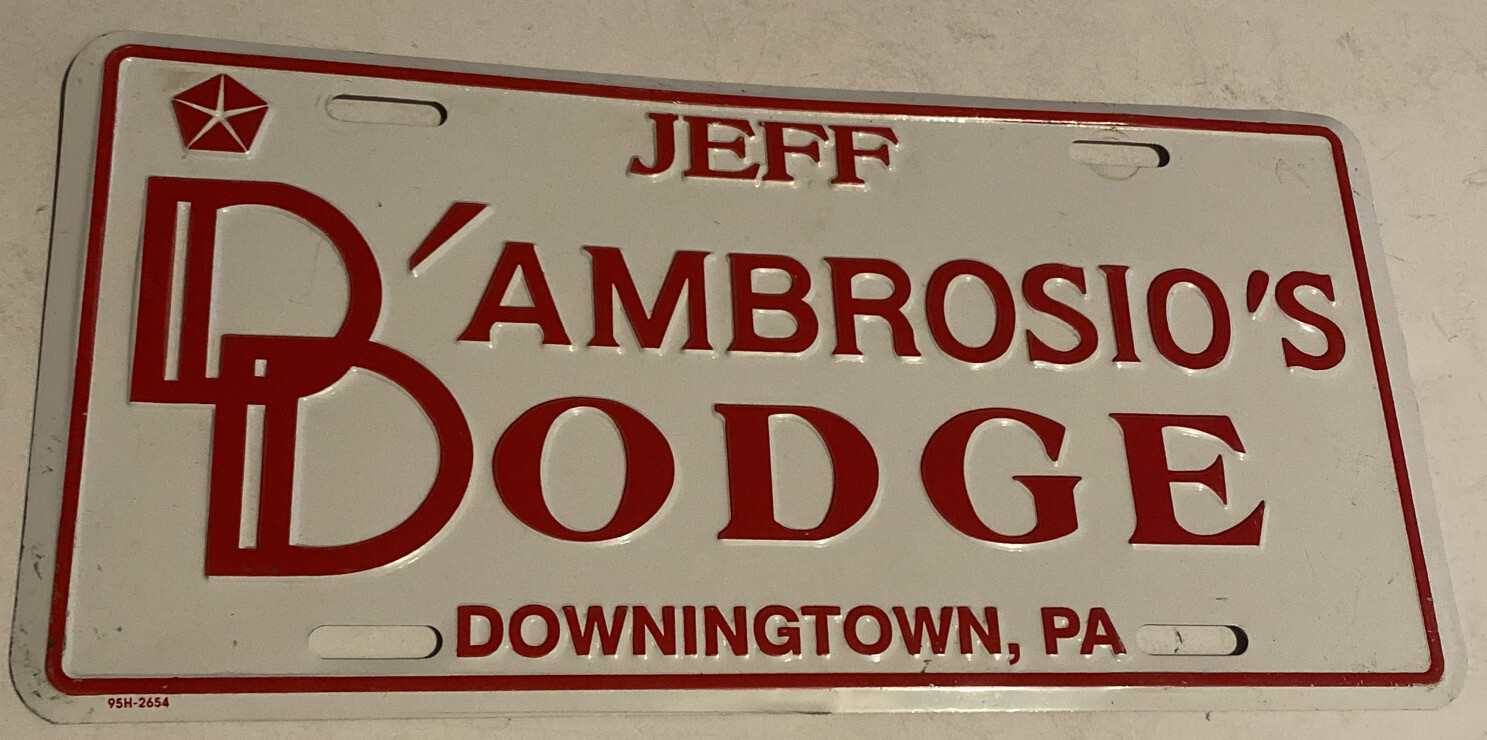 JEFF
D'AMBROSIO'S
DODGE
DOWNINGTOWN, PA
95H-2654